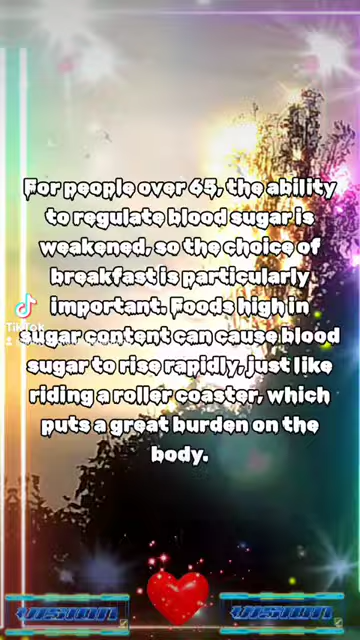 For people over 65, the ability
to regulate blood sugar is
weakened, so the choice of
breakfast is particularly
important. Foods high in
sugar content can cause blood
sugar to rise rapidly, just like
riding a roller coaster, which
puts a great burden on the
body.
TikTok